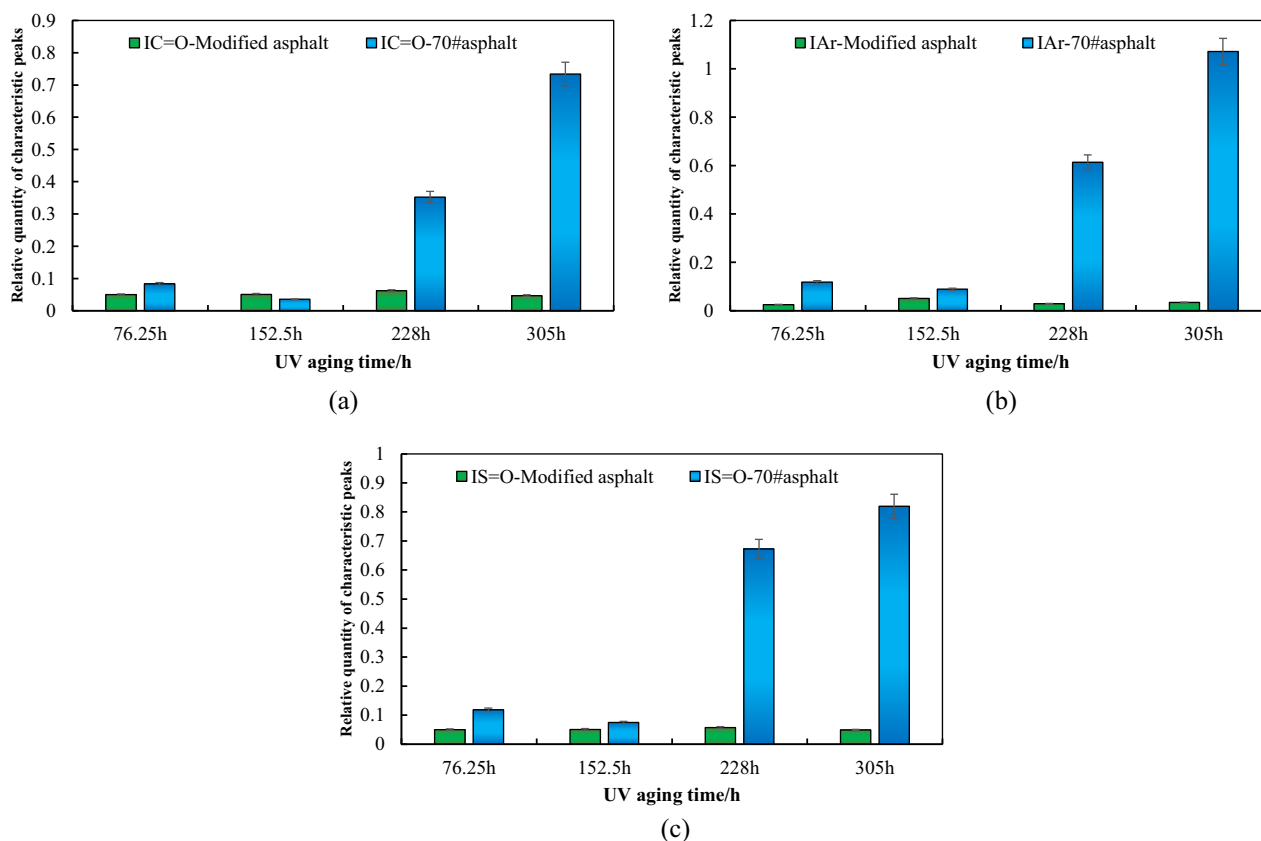 0.9
0.8
0.7
0.6
0.5
0.4
0.3
0.2
0.1
0
Relative quantity of characteristic peaks
IC=O-Modified asphalt IC=O-70#asphalt
76.25h 152.5h 228h 305h
UV aging time/h
(a)
1.2
1
0.8
0.6
0.4
0.2
0
Relative quantity of characteristic peaks
IAr-Modified asphalt IAr-70#asphalt
76.25h 152.5h 228h 305h
UV aging time/h
(b)
1
0.9
0.8
0.7
0.6
0.5
0.4
0.3
0.2
0.1
0
Relative quantity of characteristic peaks
IS=O-Modified asphalt IS=O-70#asphalt
76.25h 152.5h 228h 305h
UV aging time/h
(c)